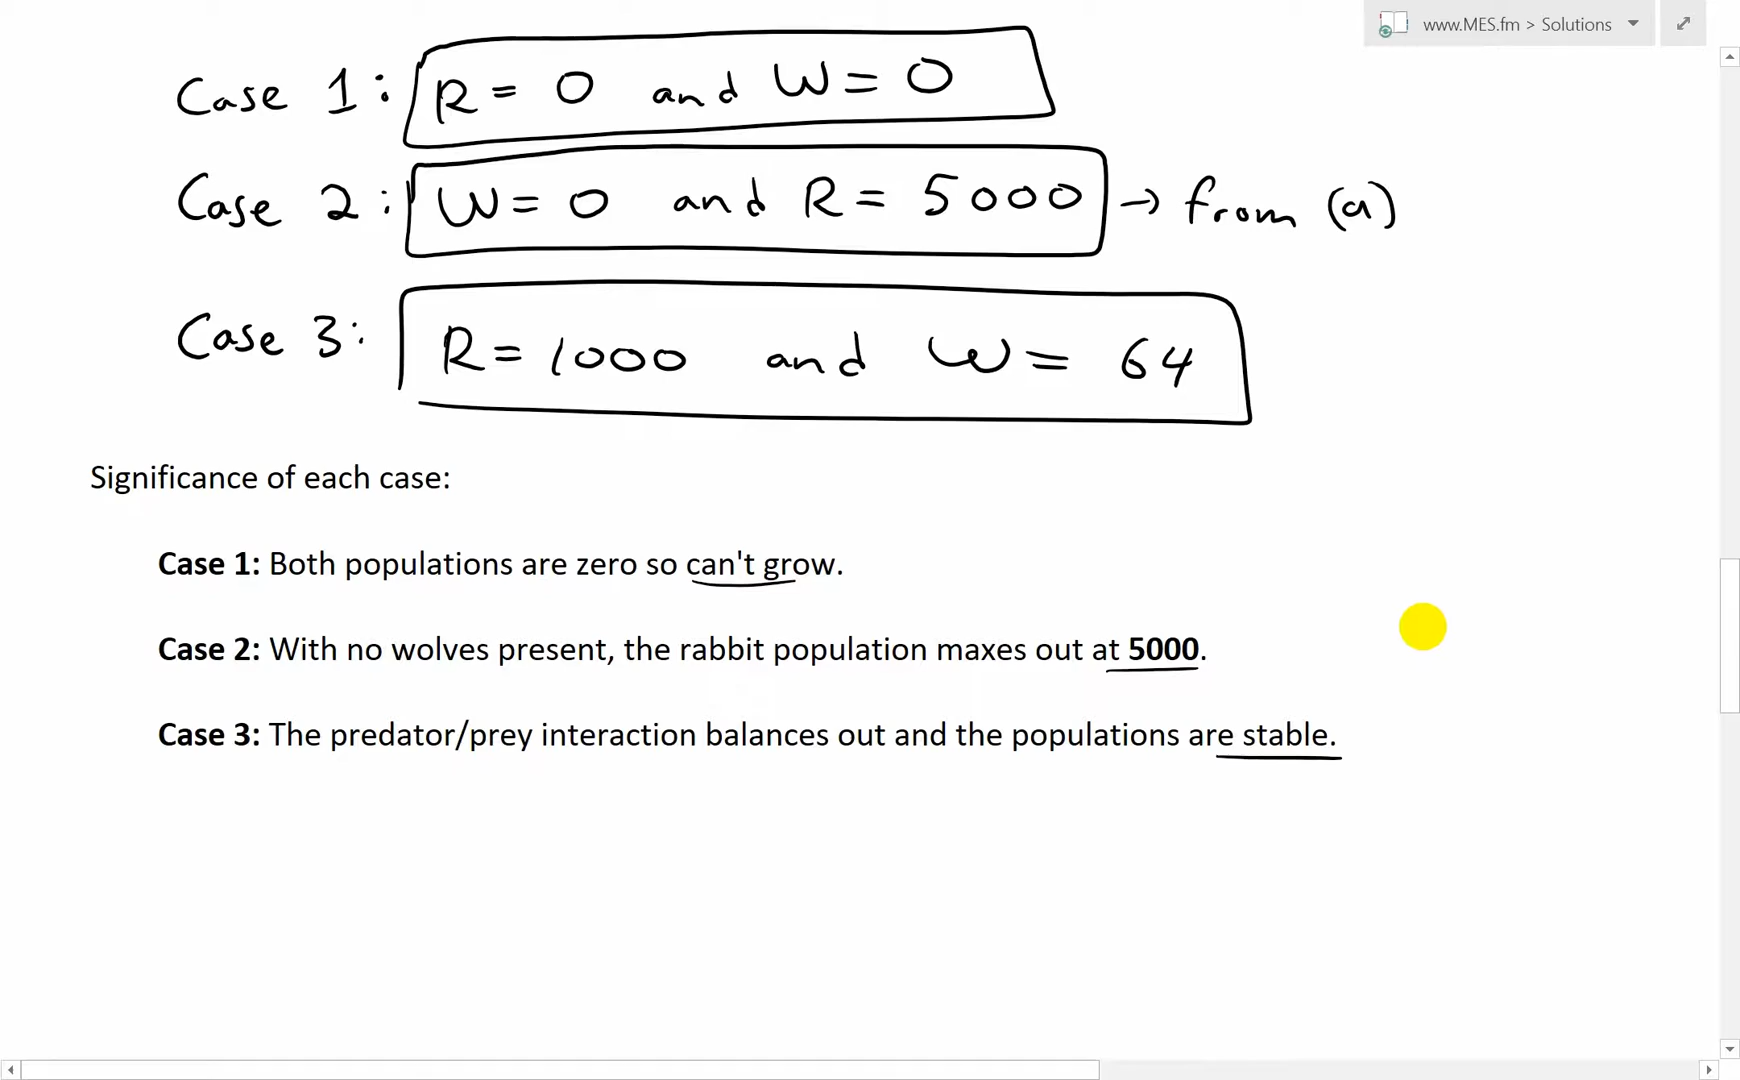 www.MES.fm > Solutions
Case 1: R = 0 and W = 0
Case 2: W = 0 and R = 5000 → from (a)
Case 3: R = 1000 and W = 64
Significance of each case:
Case 1: Both populations are zero so can't grow.
Case 2: With no wolves present, the rabbit population maxes out at 5000.
Case 3: The predator/prey interaction balances out and the populations are stable.